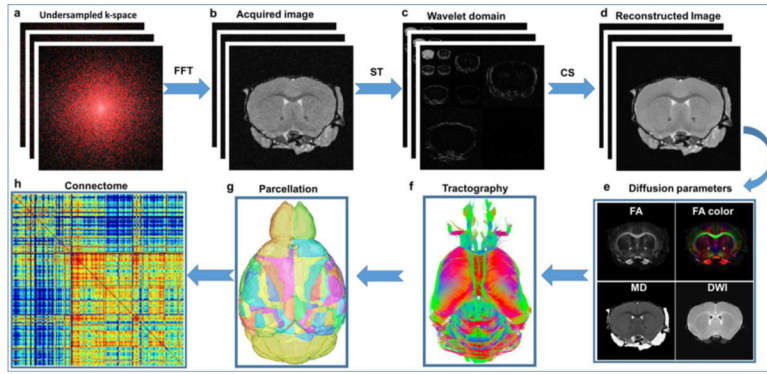 a Undersampled k-space
b Acquired image
c Wavelet domain
d Reconstructed Image
FFT
ST
CS
h Connectome
g Parcellation
f Tractography
e Diffusion parameters
FA
FA color
MD
DWI